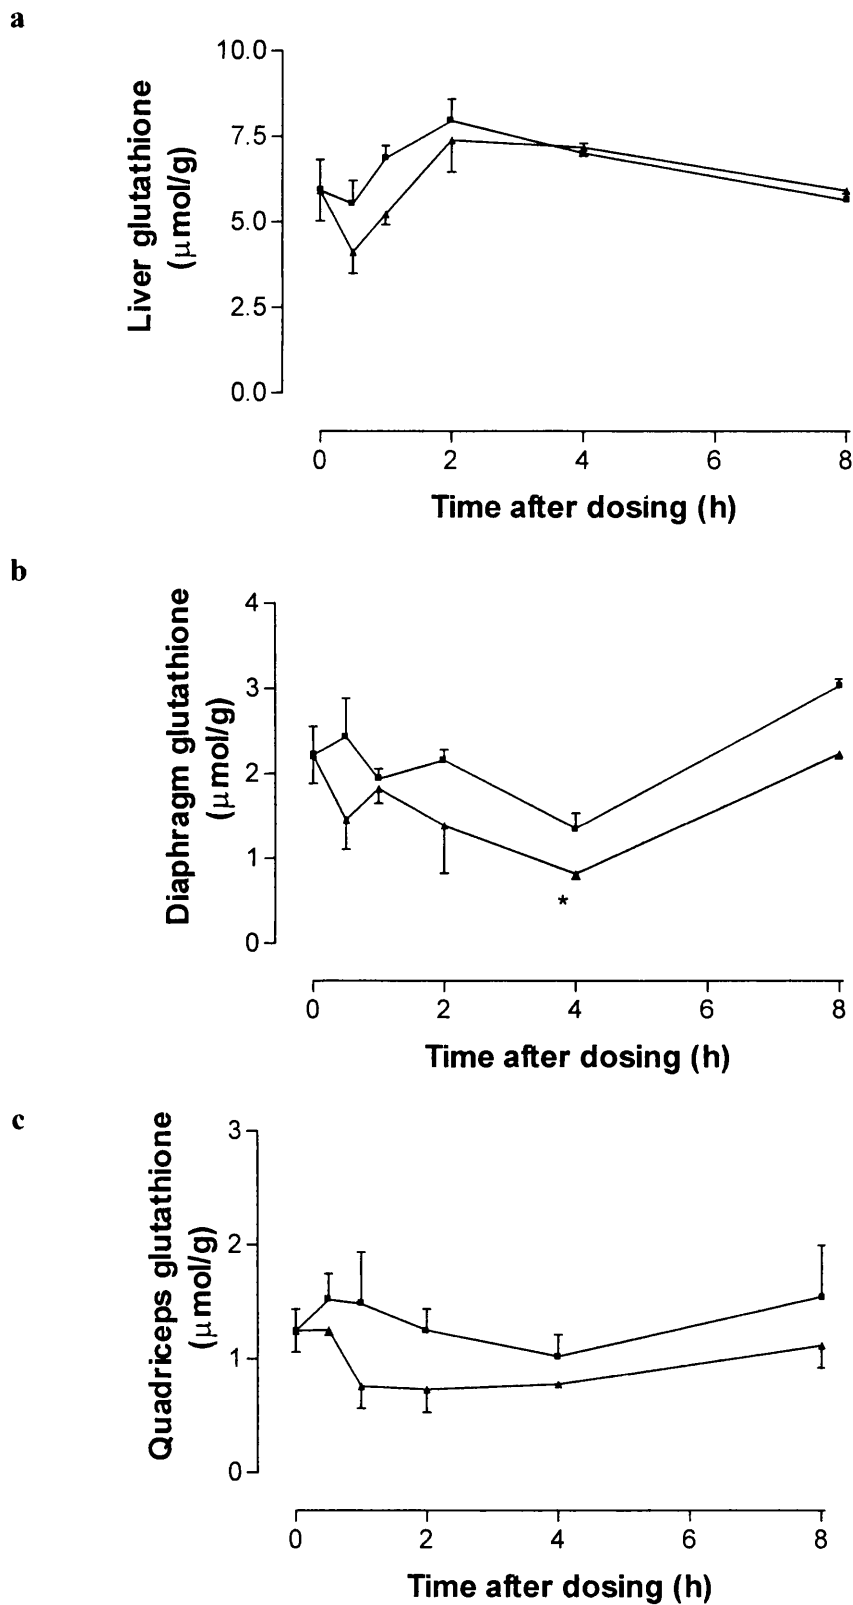 a
Liver glutathione
(μmol/g)
10.0
7.5
5.0
2.5
0.0
0 2 4 6 8
Time after dosing (h)
b
Diaphragm glutathione
(μmol/g)
4
3
2
1
0
*
0 2 4 6 8
Time after dosing (h)
c
Quadriceps glutathione
(μmol/g)
3
2
1
0
0 2 4 6 8
Time after dosing (h)